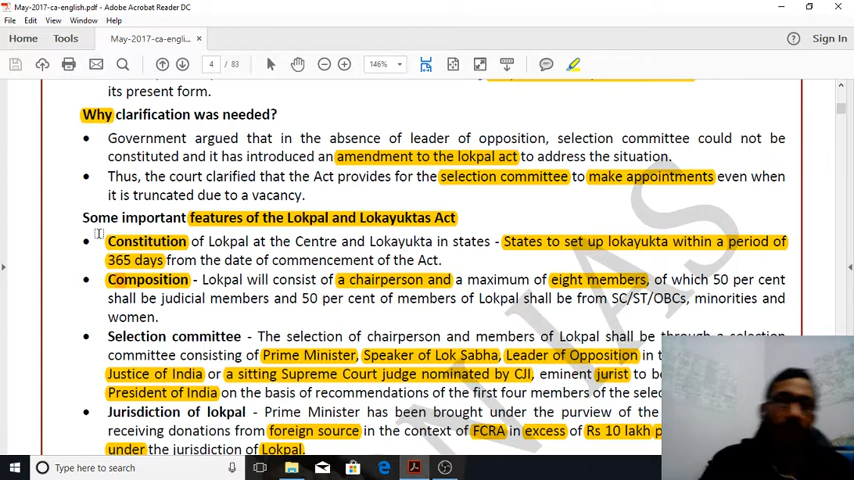 May-2017-ca-english.pdf - Adobe Acrobat Reader DC
File Edit View Window Help
Home Tools May-2017-ca-engli... × Sign In
4 / 83 146%
its present form.
Why clarification was needed?
• Government argued that in the absence of leader of opposition, selection committee could not be
constituted and it has introduced an amendment to the lokpal act to address the situation.
• Thus, the court clarified that the Act provides for the selection committee to make appointments even when
it is truncated due to a vacancy.
Some important features of the Lokpal and Lokayuktas Act
• Constitution of Lokpal at the Centre and Lokayukta in states - States to set up lokayukta within a period of
365 days from the date of commencement of the Act.
• Composition - Lokpal will consist of a chairperson and a maximum of eight members, of which 50 per cent
shall be judicial members and 50 per cent of members of Lokpal shall be from SC/ST/OBCs, minorities and
women.
• Selection committee - The selection of chairperson and members of Lokpal shall be through a selection
committee consisting of Prime Minister, Speaker of Lok Sabha, Leader of Opposition in
Justice of India or a sitting Supreme Court judge nominated by CJI, eminent jurist to
President of India on the basis of recommendations of the first four members of the
• Jurisdiction of lokpal - Prime Minister has been brought under the purview of the
receiving donations from foreign source in the context of FCRA in excess of Rs 10 lakh
under the jurisdiction of Lokpal.
N IAS
Type here to search